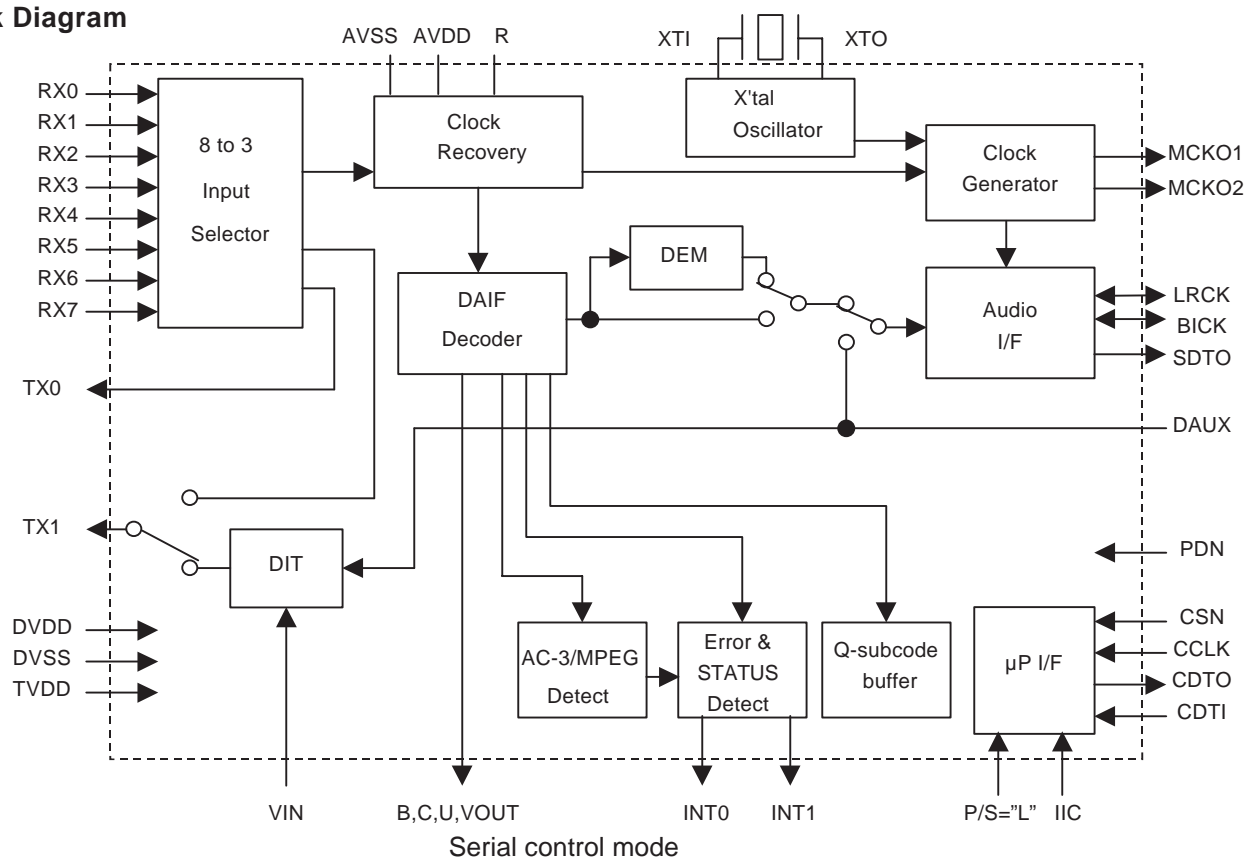 k Diagram
AVSS AVDD R
XTI XTO
RX0
RX1
RX2
RX3
RX4
RX5
RX6
RX7
8 to 3
Input
Selector
Clock
Recovery
X'tal
Oscillator
Clock
Generator
MCKO1
MCKO2
DEM
DAIF
Decoder
Audio
I/F
LRCK
BICK
SDTO
TX0
DAUX
TX1
DIT
PDN
DVDD
DVSS
TVDD
AC-3/MPEG
Detect
Error &
STATUS
Detect
Q-subcode
buffer
µP I/F
CSN
CCLK
CDTO
CDTI
VIN
B,C,U,VOUT
INT0
INT1
P/S="L"
IIC
Serial control mode